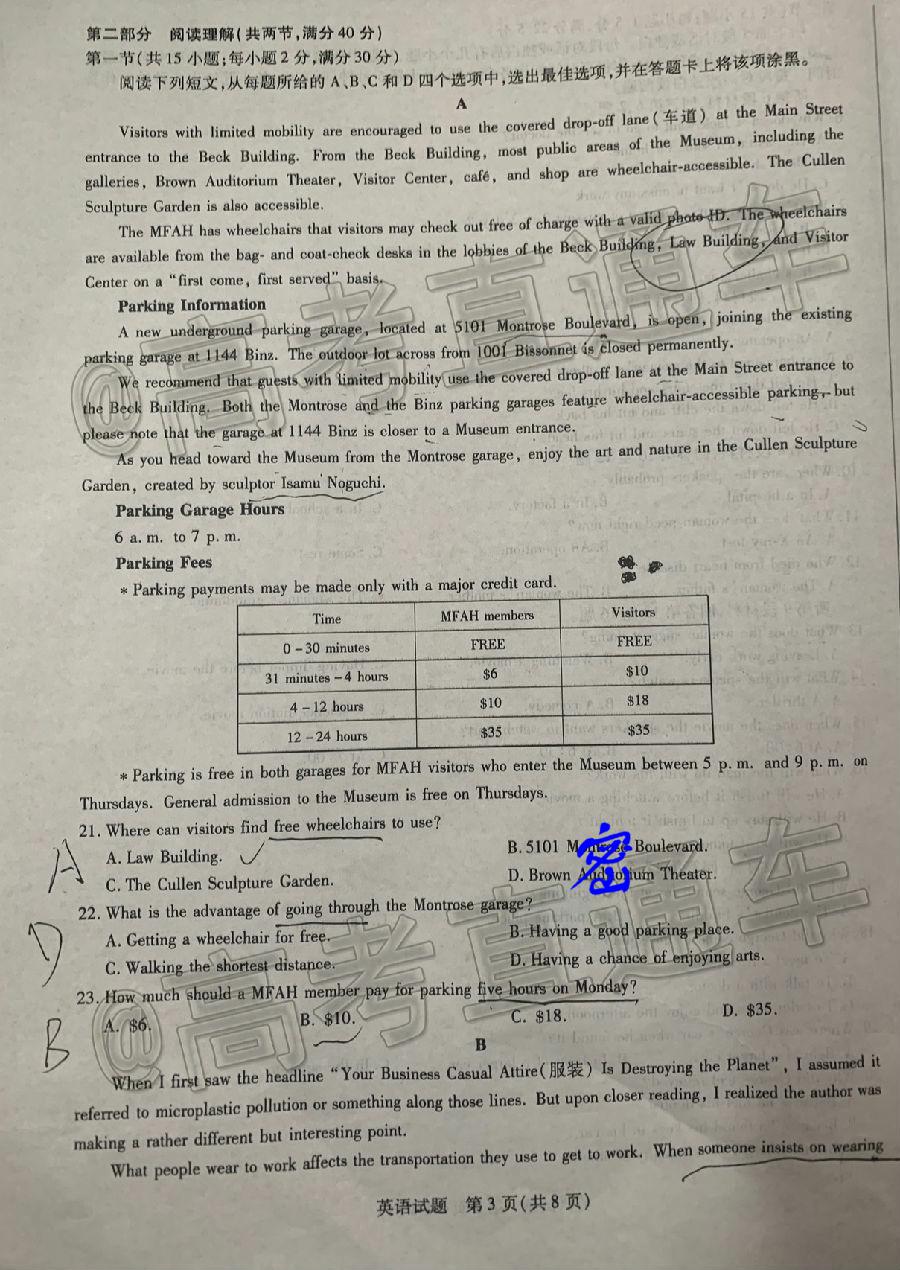 第二部分 阅读理解(共两节,满分40分)
第一节(共15小题;每小题2分,满分30分)
阅读下列短文,从每题所给的A、B、C和D四个选项中,选出最佳选项,并在答题卡上将该项涂黑。
A
Visitors with limited mobility are encouraged to use the covered drop-off lane(车道) at the Main Street
entrance to the Beck Building. From the Beck Building, most public areas of the Museum, including the
galleries, Brown Auditorium Theater, Visitor Center, café, and shop are wheelchair-accessible. The Cullen
Sculpture Garden is also accessible.
The MFAH has wheelchairs that visitors may check out free of charge with a valid photo ID. The wheelchairs
are available from the bag- and coat-check desks in the lobbies of the Beck Building, Law Building, and Visitor
Center on a "first come, first served" basis.
Parking Information
A new underground parking garage, located at 5101 Montrose Boulevard, is open, joining the existing
parking garage at 1144 Binz. The outdoor lot across from 1001 Bissonnet is closed permanently.
We recommend that guests with limited mobility use the covered drop-off lane at the Main Street entrance to
the Beck Building. Both the Montrose and the Binz parking garages feature wheelchair-accessible parking, but
please note that the garage at 1144 Binz is closer to a Museum entrance.
As you head toward the Museum from the Montrose garage, enjoy the art and nature in the Cullen Sculpture
Garden, created by sculptor Isamu Noguchi.
Parking Garage Hours
6 a.m. to 7 p.m.
Parking Fees
* Parking payments may be made only with a major credit card.
Time MFAH members Visitors
0-30 minutes FREE FREE
31 minutes-4 hours $6 $10
4-12 hours $10 $18
12-24 hours $35 $35
* Parking is free in both garages for MFAH visitors who enter the Museum between 5 p.m. and 9 p.m. on
Thursdays. General admission to the Museum is free on Thursdays.
21. Where can visitors find free wheelchairs to use?
A
A. Law Building. B. 5101 Montrose Boulevard.
密
C. The Cullen Sculpture Garden. D. Brown Auditorium Theater.
22. What is the advantage of going through the Montrose garage?
D
A. Getting a wheelchair for free. B. Having a good parking place.
C. Walking the shortest distance. D. Having a chance of enjoying arts.
23. How much should a MFAH member pay for parking five hours on Monday?
B
A. $6. B. $10. C. $18. D. $35.
B
When I first saw the headline "Your Business Casual Attire(服装) Is Destroying the Planet", I assumed it
referred to microplastic pollution or something along those lines. But upon closer reading, I realized the author was
making a rather different but interesting point.
What people wear to work affects the transportation they use to get to work. When someone insists on wearing
英语试题 第3页(共8页)
@高考直通车
@高考直通车